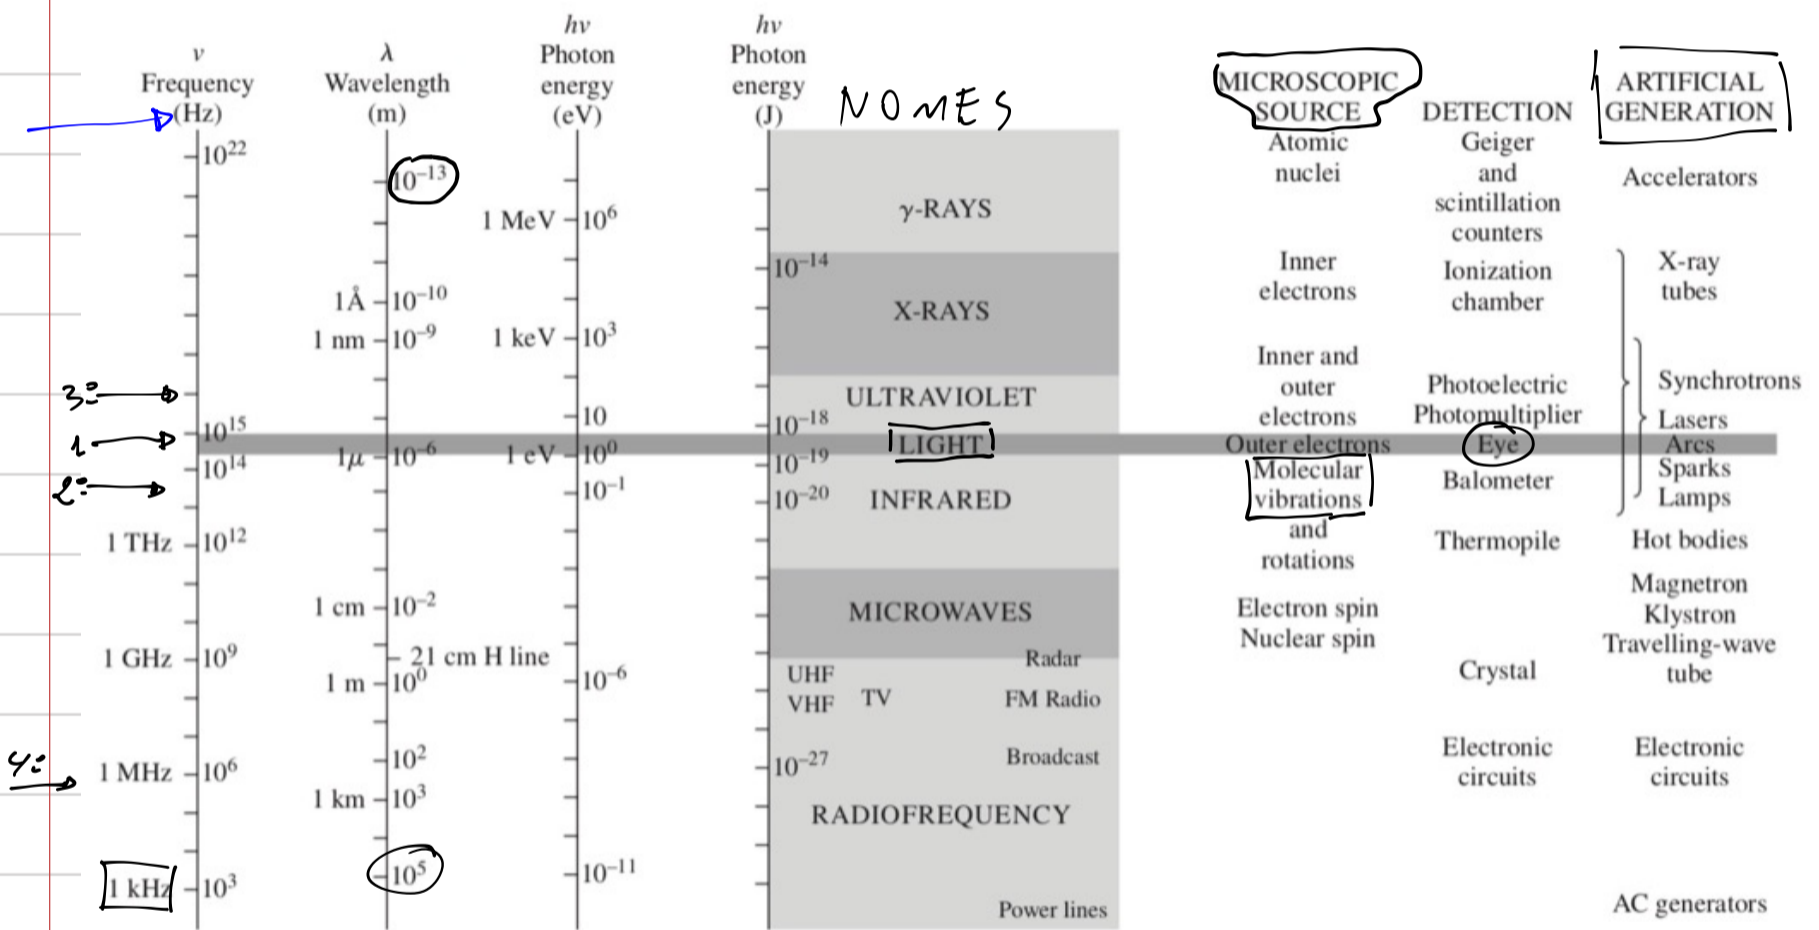 hν
hν
ν
λ
Photon
Photon
Frequency
Wavelength
energy
energy
(Hz)
(m)
(eV)
(J)
NOMES
MICROSCOPIC
SOURCE
DETECTION
ARTIFICIAL
GENERATION
10²²
10⁻¹³
1 MeV
10⁶
γ-RAYS
Atomic
nuclei
Geiger
and
scintillation
counters
Accelerators
10⁻¹⁴
1Å
10⁻¹⁰
X-RAYS
Inner
electrons
Ionization
chamber
X-ray
tubes
1 nm
10⁻⁹
1 keV
10³
3:
10
ULTRAVIOLET
10⁻¹⁸
Inner and
outer
electrons
Photoelectric
Photomultiplier
Synchrotrons
Lasers
1
10¹⁵
LIGHT
Outer electrons
Eye
Arcs
1μ
10⁻⁶
1 eV
10⁰
10⁻¹⁹
2:
10¹⁴
10⁻¹
10⁻²⁰
INFRARED
Molecular
vibrations
and
rotations
Balometer
Sparks
Lamps
1 THz
10¹²
Thermopile
Hot bodies
1 cm
10⁻²
MICROWAVES
Electron spin
Nuclear spin
Magnetron
Klystron
Travelling-wave
tube
1 GHz
10⁹
21 cm H line
Radar
1 m
10⁰
10⁻⁶
UHF
VHF
TV
FM Radio
Crystal
4:
1 MHz
10⁶
10²
10⁻²⁷
Broadcast
Electronic
circuits
Electronic
circuits
1 km
10³
RADIOFREQUENCY
1 kHz
10³
10⁵
10⁻¹¹
Power lines
AC generators